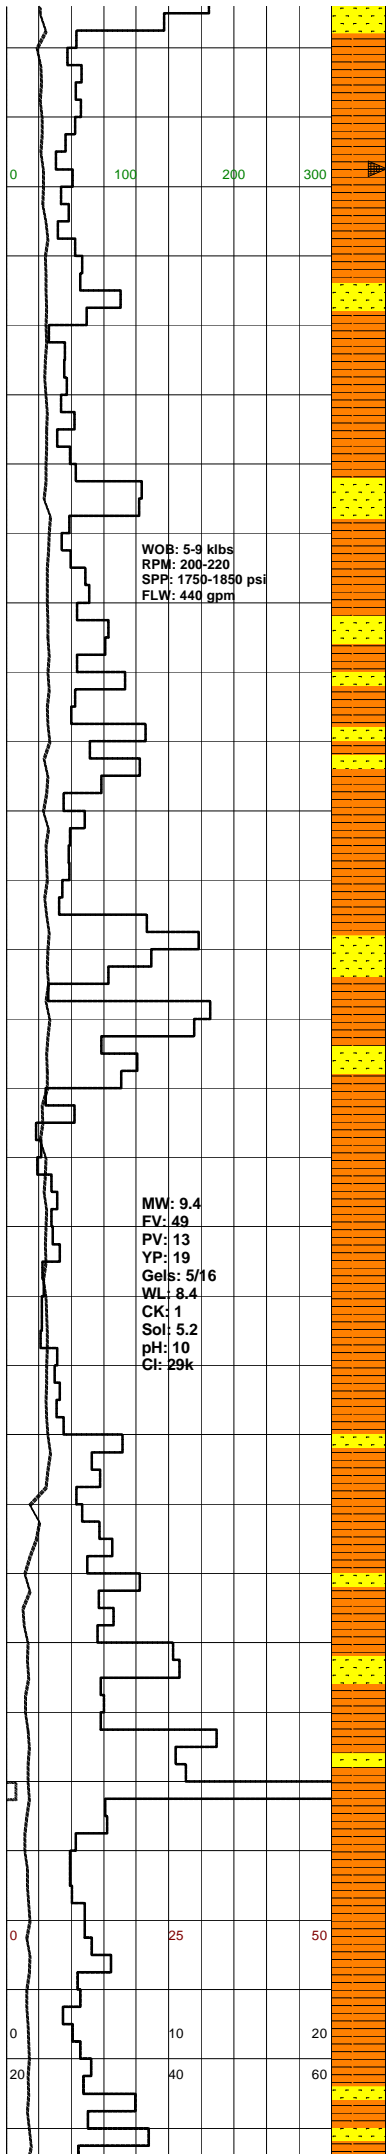 0 100 200 300
WOB: 5-9 klbs
RPM: 200-220
SPP: 1750-1850 psi
FLW: 440 gpm
MW: 9.4
FV: 49
PV: 13
YP: 19
Gels: 5/16
WL: 8.4
CK: 1
Sol: 5.2
pH: 10
Cl: 29k
0 25 50
0 10 20
20 40 60